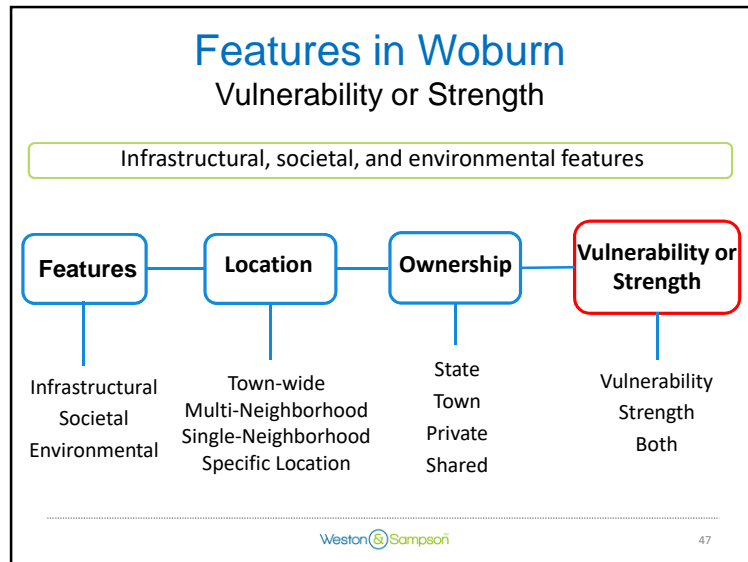 Features in Woburn
Vulnerability or Strength
Infrastructural, societal, and environmental features
Features
Location
Ownership
Vulnerability or
Strength
Infrastructural
Societal
Environmental
Town-wide
Multi-Neighborhood
Single-Neighborhood
Specific Location
State
Town
Private
Shared
Vulnerability
Strength
Both
Weston & Sampson
47